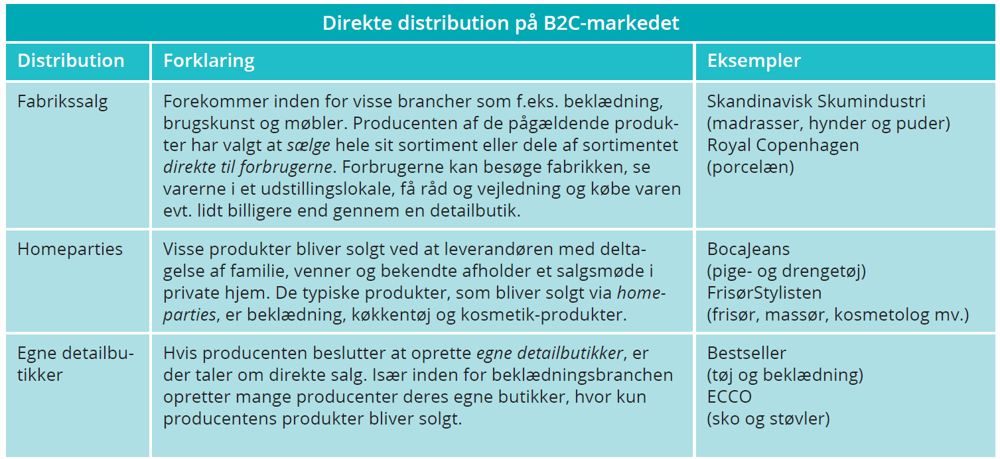 Direkte distribution på B2C-markedet
Distribution
Forklaring
Eksempler
Fabrikssalg
Forekommer inden for visse brancher som f.eks. beklædning,
brugskunst og møbler. Producenten af de pågældende produk-
ter har valgt at sælge hele sit sortiment eller dele af sortimentet
direkte til forbrugerne. Forbrugerne kan besøge fabrikken, se
varerne i et udstillingslokale, få råd og vejledning og købe varen
evt. lidt billigere end gennem en detailbutik.
Skandinavisk Skumindustri
(madrasser, hynder og puder)
Royal Copenhagen
(porcelæn)
Homeparties
Visse produkter bliver solgt ved at leverandøren med delta-
gelse af familie, venner og bekendte afholder et salgsmøde i
private hjem. De typiske produkter, som bliver solgt via home-
parties, er beklædning, køkkentøj og kosmetik-produkter.
BocaJeans
(pige- og drengetøj)
FrisørStylisten
(frisør, massør, kosmetolog mv.)
Egne detailbu-
tikker
Hvis producenten beslutter at oprette egne detailbutikker, er
der taler om direkte salg. Især inden for beklædningsbranchen
opretter mange producenter deres egne butikker, hvor kun
producentens produkter bliver solgt.
Bestseller
(tøj og beklædning)
ECCO
(sko og støvler)